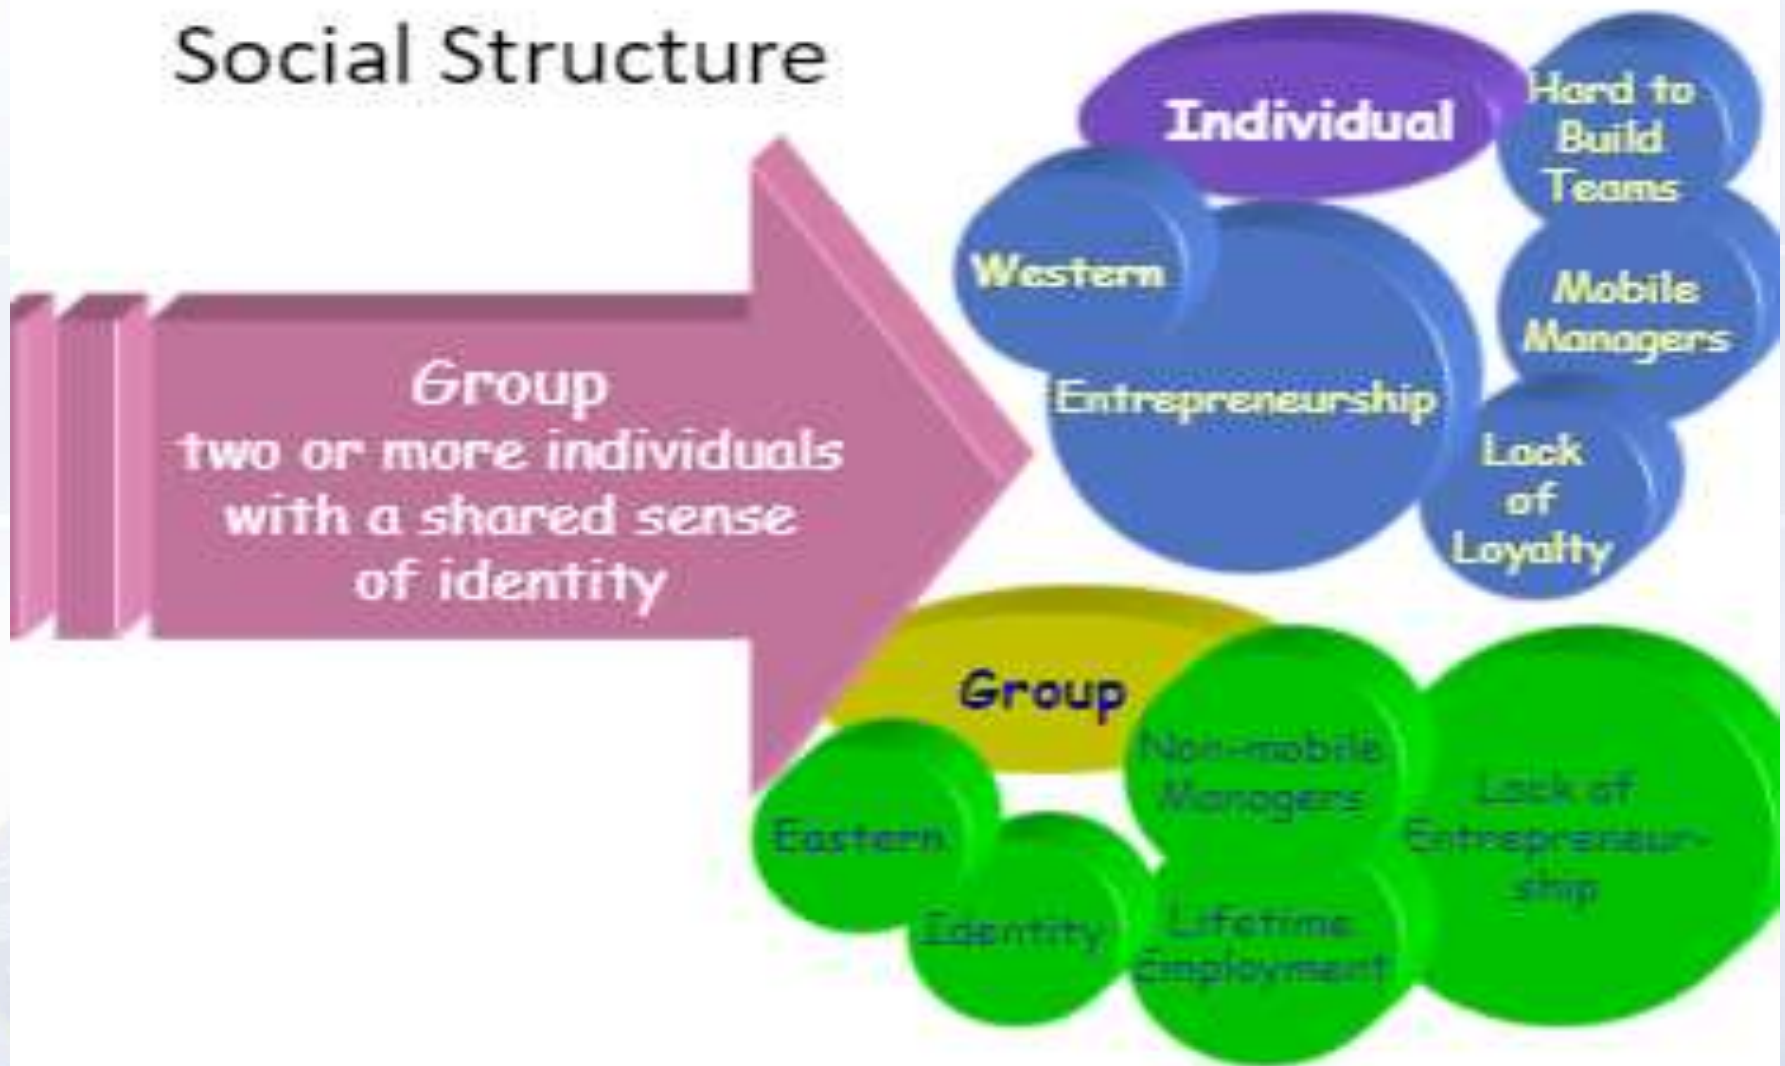 Social Structure
Group
two or more individuals
with a shared sense
of identity
Individual
Western
Entrepreneurship
Hard to
Build
Teams
Mobile
Managers
Lack
of
Loyalty
Group
Eastern
Identity
Non-mobile
Managers
Lifetime
Employment
Lack of
Entrepreneur-
ship